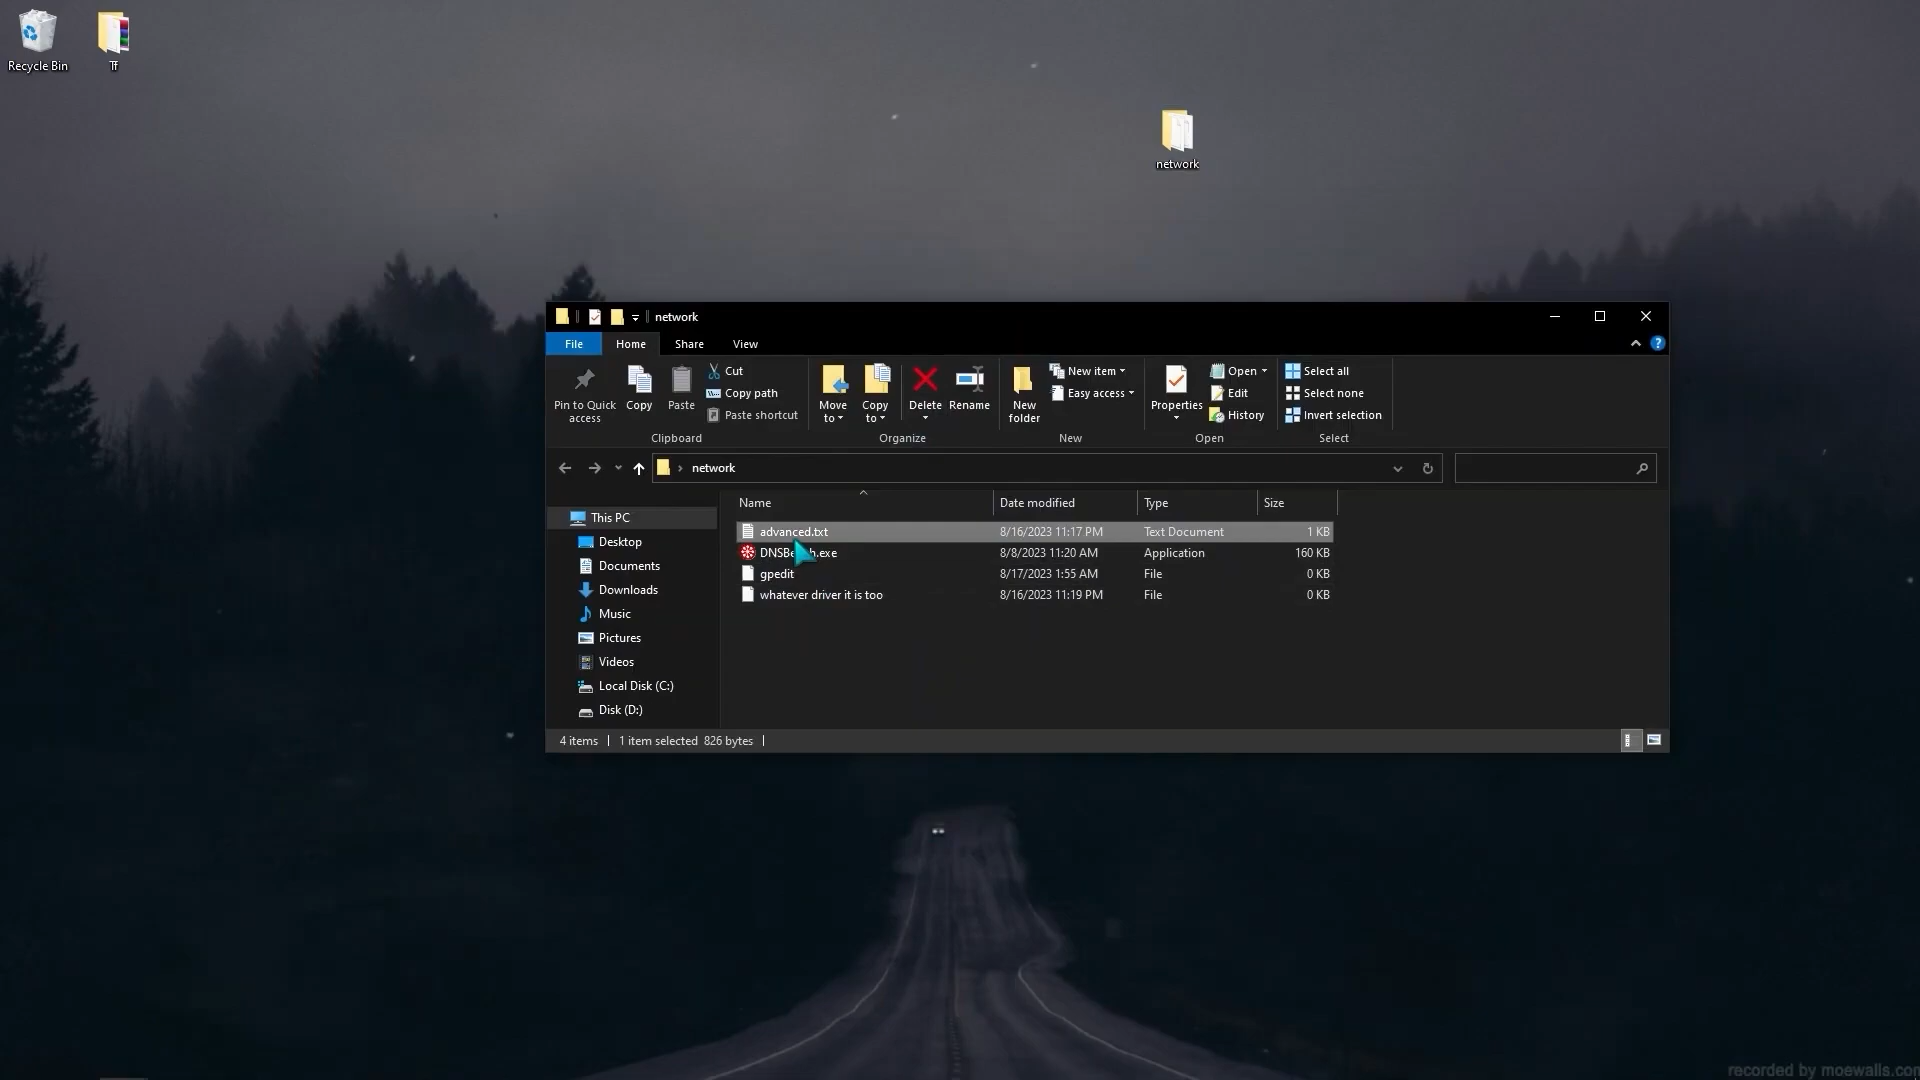 Recycle Bin
Tf
network
network
File
Home
Share
View
Pin to Quick access
Copy
Paste
Cut
Copy path
Paste shortcut
Clipboard
Move to
Copy to
Delete
Rename
Organize
New folder
New item
Easy access
New
Properties
Open
Edit
History
Open
Select all
Select none
Invert selection
Select
network
Name
Date modified
Type
Size
This PC
Desktop
Documents
Downloads
Music
Pictures
Videos
Local Disk (C:)
Disk (D:)
advanced.txt 8/16/2023 11:17 PM Text Document 1 KB
8/8/2023 11:20 AM Application 160 KB
gpedit 8/17/2023 1:55 AM File 0 KB
whatever driver it is too 8/16/2023 11:19 PM File 0 KB
4 items
1 item selected 826 bytes
recorded by moewalls.com